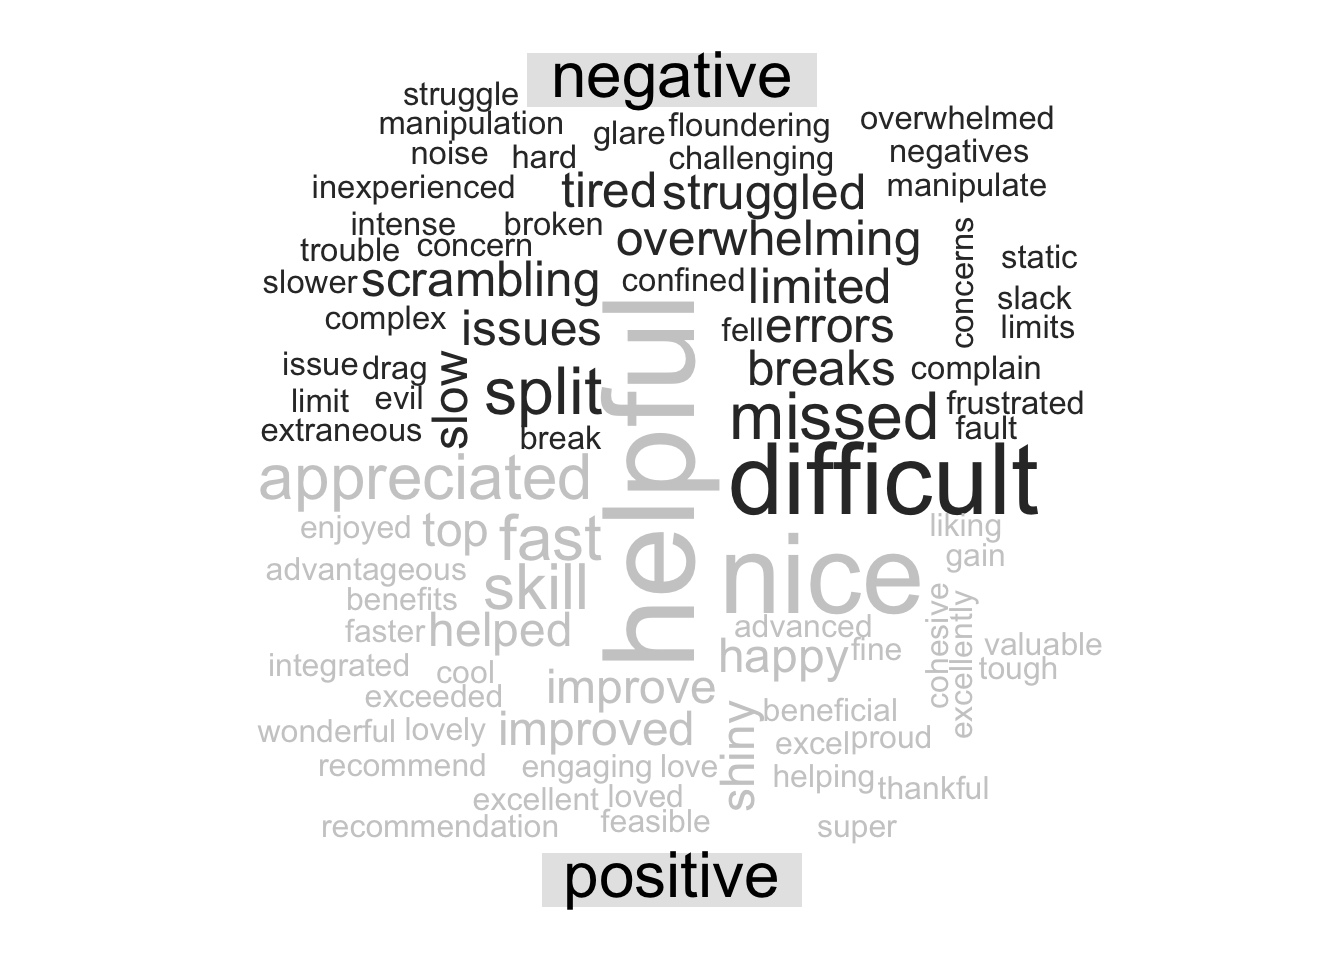 negative
struggle
manipulation
glare
floundering
overwhelmed
noise
hard
challenging
negatives
inexperienced
tired
struggled
manipulate
intense
broken
overwhelming
concerns
trouble
concern
static
slower
scrambling
confined
limited
slack
complex
issues
fell
errors
limits
issue
drag
slow
split
breaks
complain
limit
evil
missed
frustrated
extraneous
break
fault
helpful
appreciated
difficult
enjoyed
top
fast
liking
advantageous
nice
gain
benefits
skill
cohesive
excellently
faster
helped
advanced
happy
fine
valuable
integrated
cool
tough
exceeded
improve
wonderful
lovely
improved
shiny
beneficial
excel
proud
recommend
engaging
love
helping
thankful
excellent
loved
recommendation
feasible
super
positive